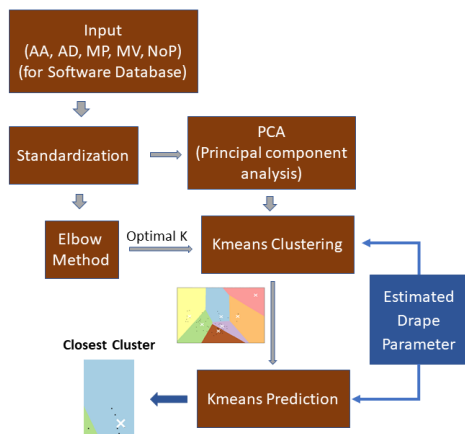 Input
(AA, AD, MP, MV, NoP)
(for Software Database)
Standardization
PCA
(Principal component
analysis)
Elbow
Method
Optimal K
Kmeans Clustering
Estimated
Drape
Parameter
Closest Cluster
Kmeans Prediction